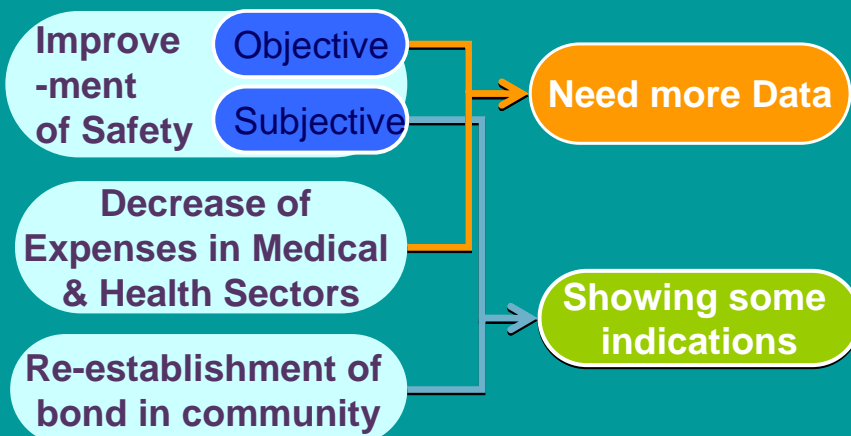 Improve
-ment
of Safety
Objective
Subjective
Need more Data
Decrease of
Expenses in Medical
& Health Sectors
Showing some
indications
Re-establishment of
bond in community